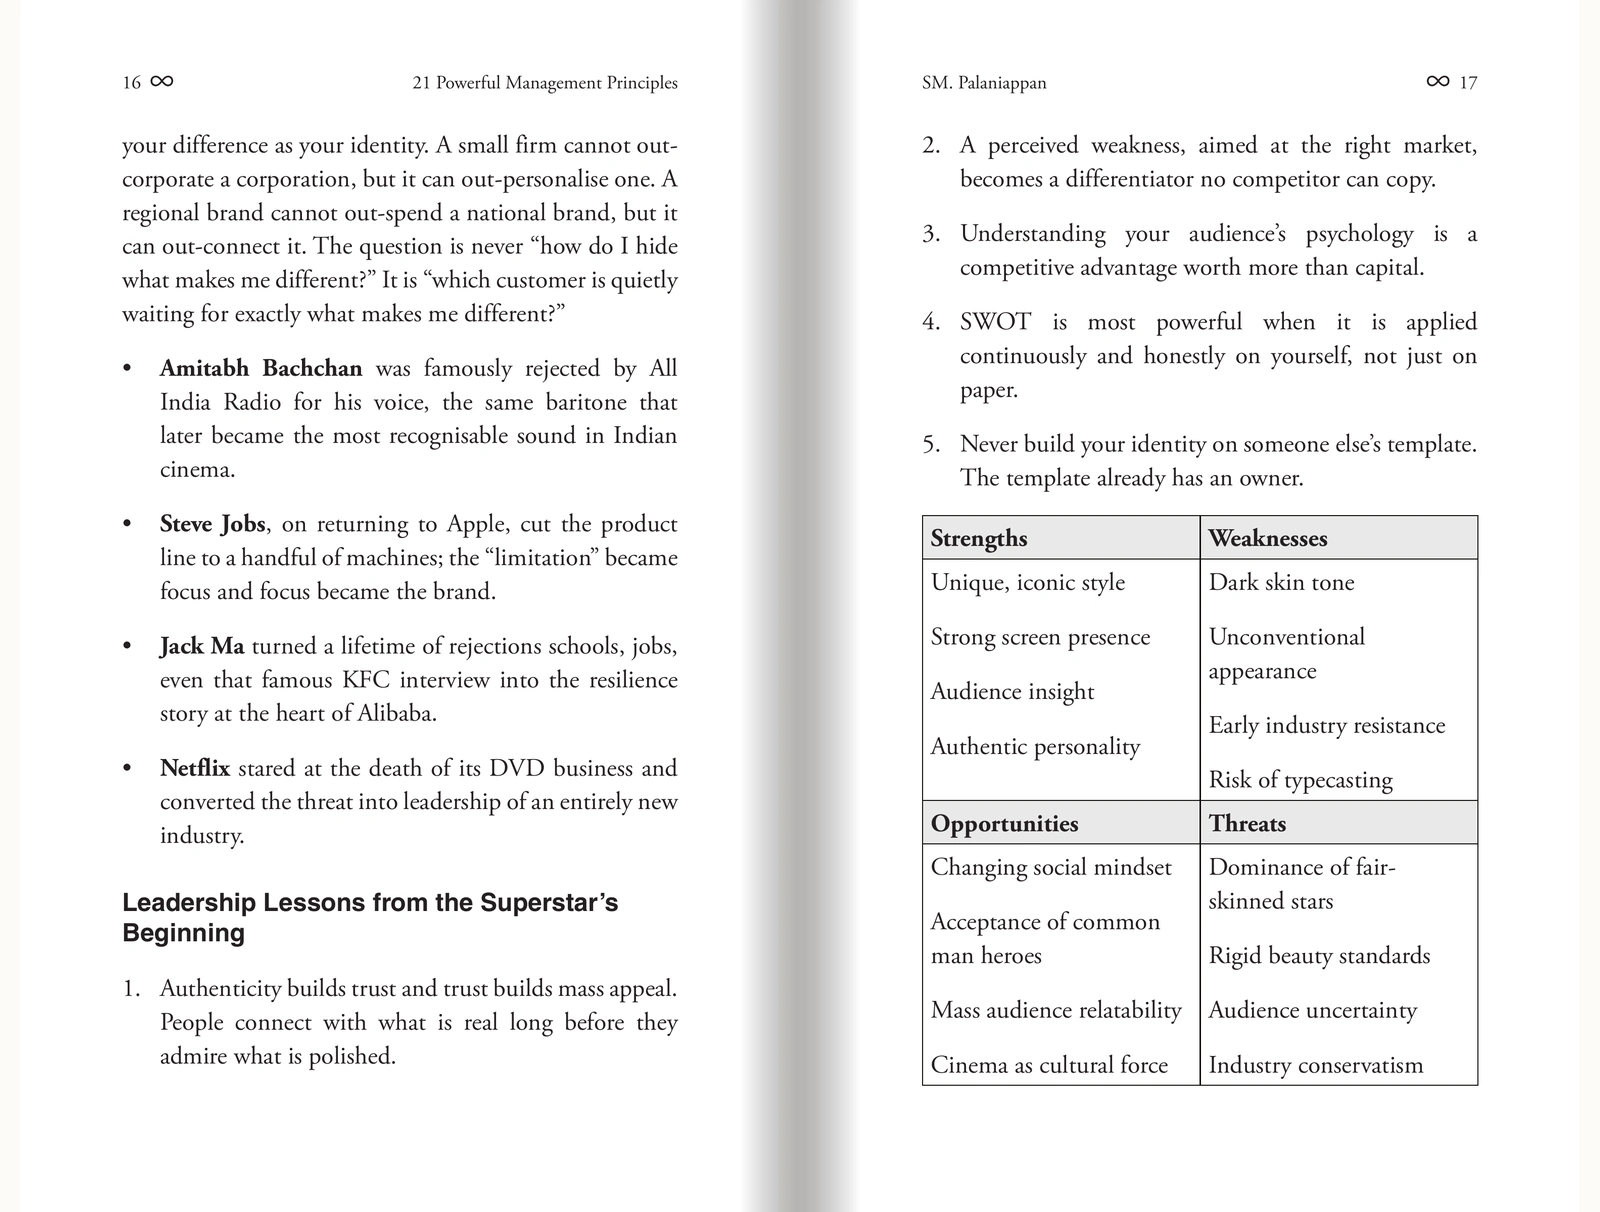 16 ∞ 21 Powerful Management Principles
your difference as your identity. A small firm cannot out-
corporate a corporation, but it can out-personalise one. A
regional brand cannot out-spend a national brand, but it
can out-connect it. The question is never “how do I hide
what makes me different?” It is “which customer is quietly
waiting for exactly what makes me different?”
• Amitabh Bachchan was famously rejected by All
India Radio for his voice, the same baritone that
later became the most recognisable sound in Indian
cinema.
• Steve Jobs, on returning to Apple, cut the product
line to a handful of machines; the “limitation” became
focus and focus became the brand.
• Jack Ma turned a lifetime of rejections schools, jobs,
even that famous KFC interview into the resilience
story at the heart of Alibaba.
• Netflix stared at the death of its DVD business and
converted the threat into leadership of an entirely new
industry.
Leadership Lessons from the Superstar’s
Beginning
1. Authenticity builds trust and trust builds mass appeal.
People connect with what is real long before they
admire what is polished.
SM. Palaniappan ∞ 17
2. A perceived weakness, aimed at the right market,
becomes a differentiator no competitor can copy.
3. Understanding your audience’s psychology is a
competitive advantage worth more than capital.
4. SWOT is most powerful when it is applied
continuously and honestly on yourself, not just on
paper.
5. Never build your identity on someone else’s template.
The template already has an owner.
Strengths
Unique, iconic style
Strong screen presence
Audience insight
Authentic personality
Weaknesses
Dark skin tone
Unconventional
appearance
Early industry resistance
Risk of typecasting
Opportunities
Changing social mindset
Acceptance of common
man heroes
Mass audience relatability
Cinema as cultural force
Threats
Dominance of fair-
skinned stars
Rigid beauty standards
Audience uncertainty
Industry conservatism